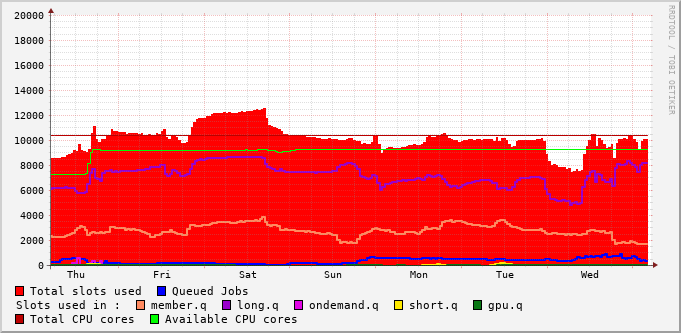 20000
18000
16000
14000
12000
10000
8000
6000
4000
2000
0
Thu Fri Sat Sun Mon Tue Wed
Total slots used Queued Jobs
Slots used in : member.q long.q ondemand.q short.q gpu.q
Total CPU cores Available CPU cores
RRDTOOL / TOBI OETIKER